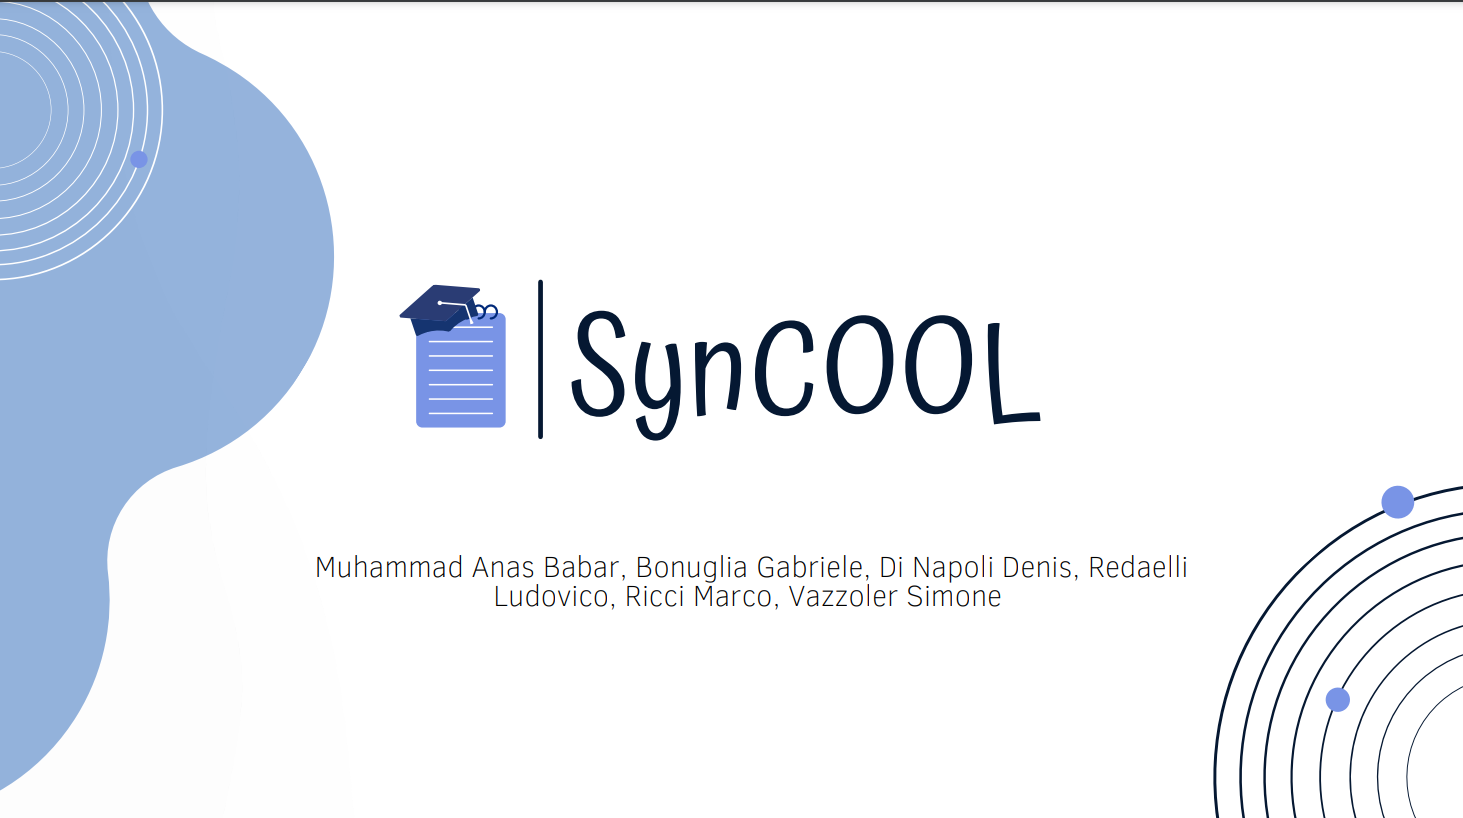 SynCOOL
Muhammad Anas Babar, Bonuglia Gabriele, Di Napoli Denis, Redaelli
Ludovico, Ricci Marco, Vazzoler Simone